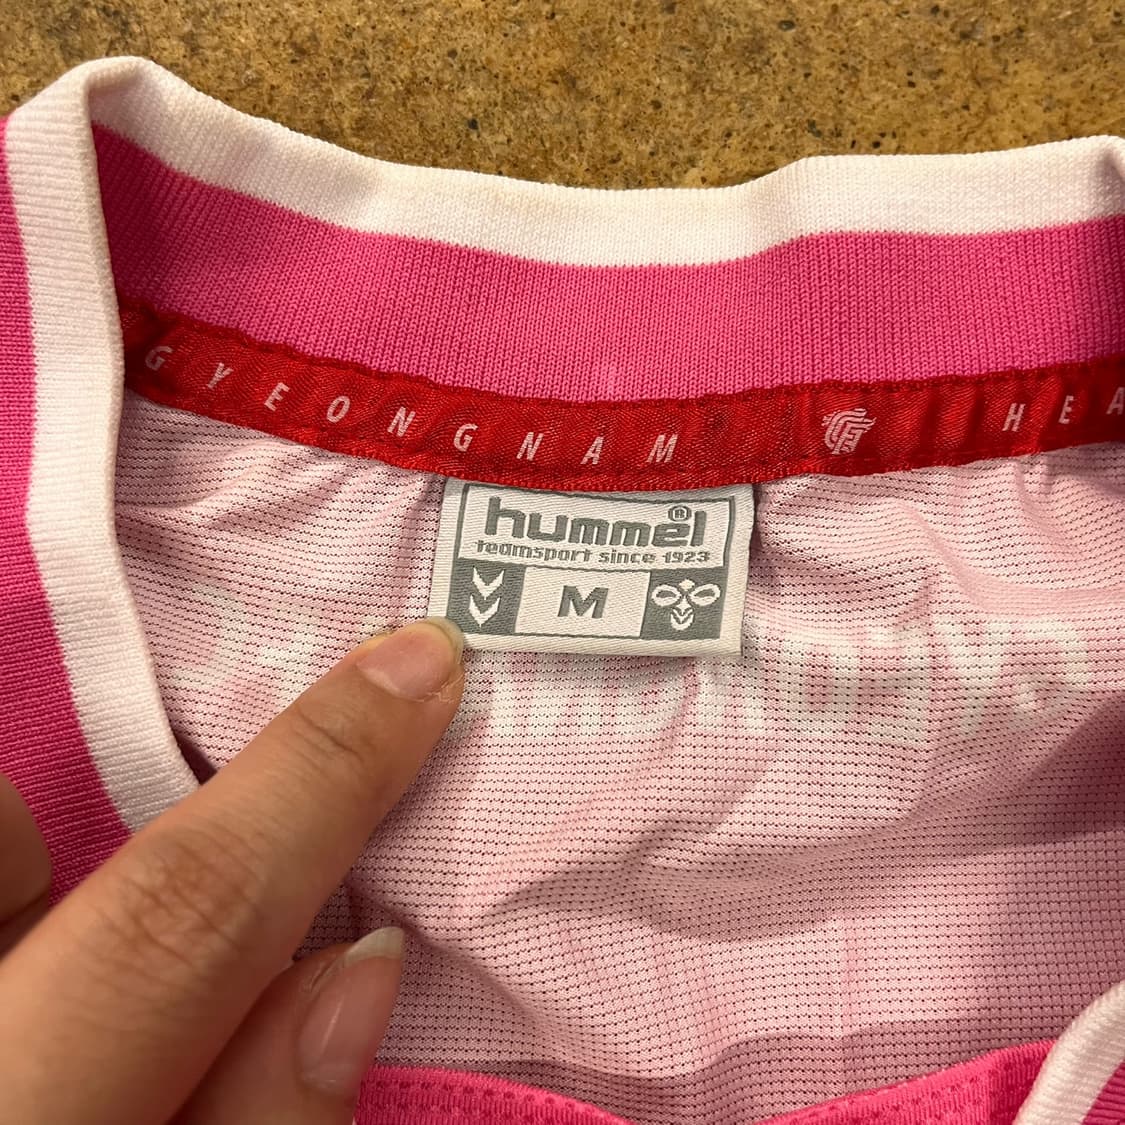 GYEONGNAM HEA
hummel®
teamsport since 1923
M